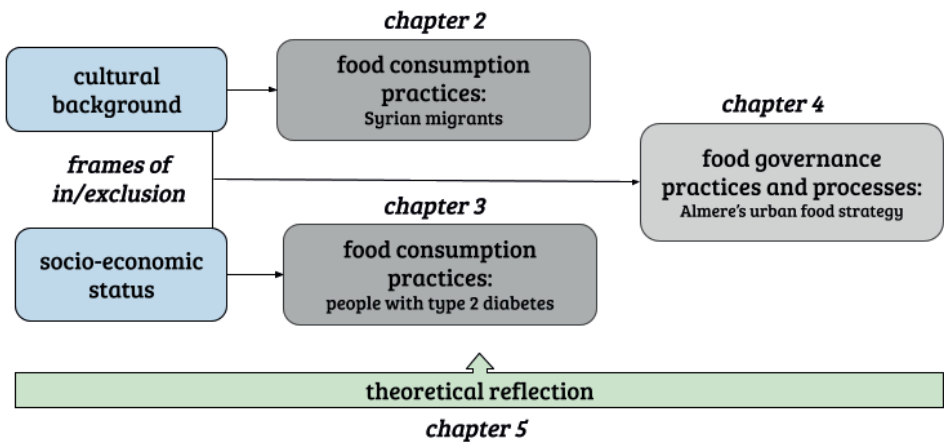 chapter 2
cultural
background
food consumption
practices:
Syrian migrants
chapter 4
frames of
in/exclusion
food governance
practices and processes:
Almere's urban food strategy
chapter 3
socio-economic
status
food consumption
practices:
people with type 2 diabetes
theoretical reflection
chapter 5